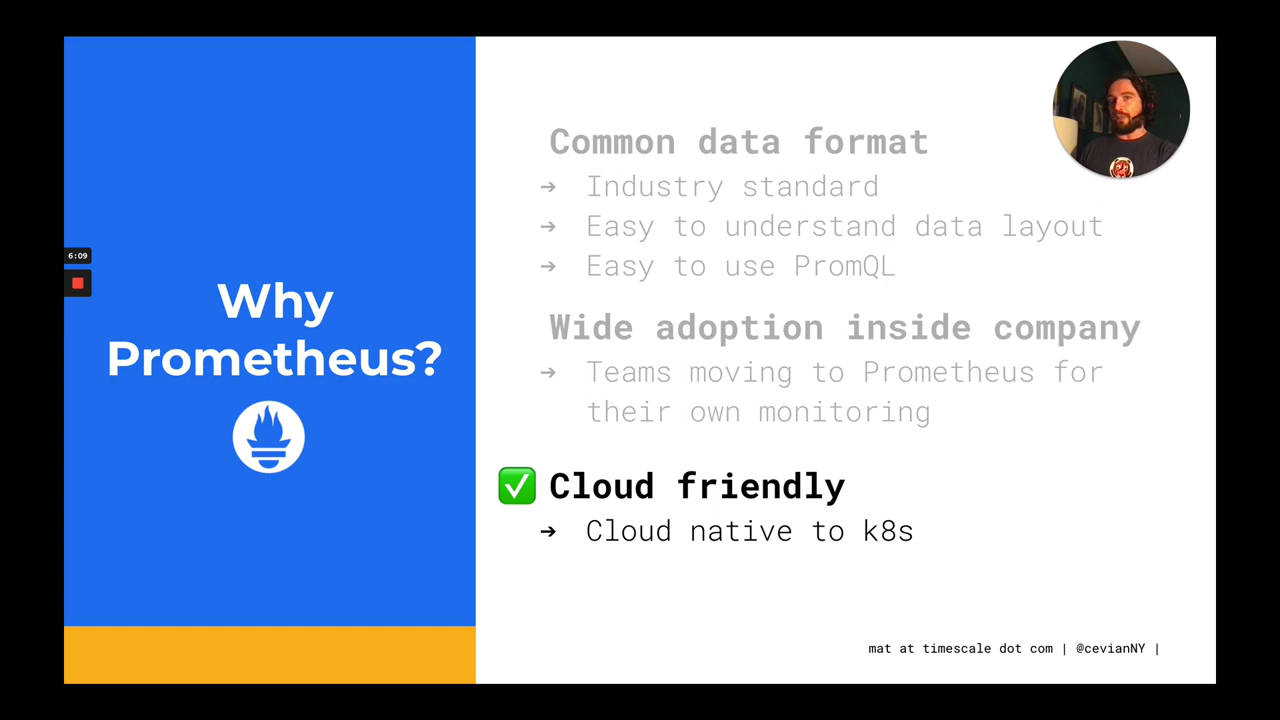 Common data format
➔ Industry standard
➔ Easy to understand data layout
➔ Easy to use PromQL
6:09
Why
Prometheus?
Wide adoption inside company
➔ Teams moving to Prometheus for
their own monitoring
✅ Cloud friendly
➔ Cloud native to k8s
mat at timescale dot com | @cevianNY |